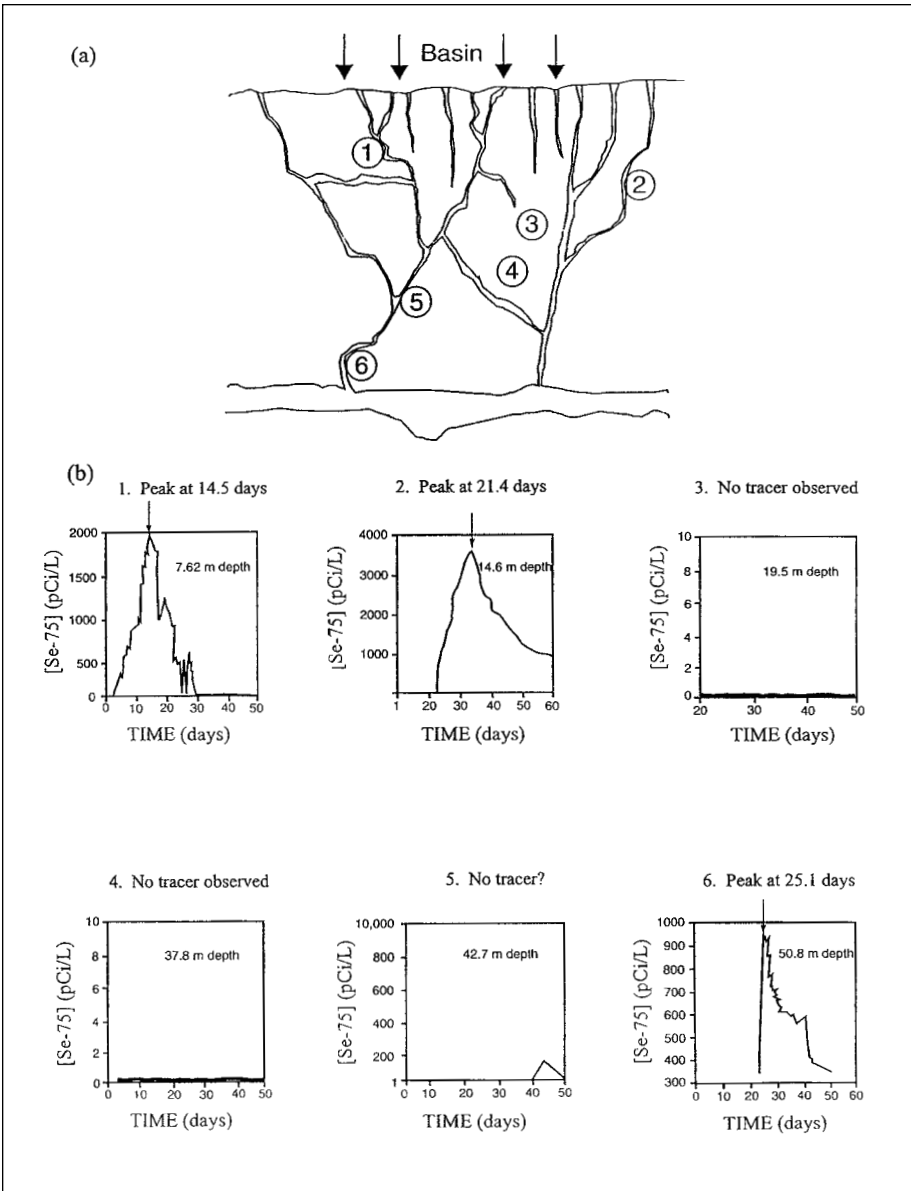 (a)
Basin
1
2
3
4
5
6
(b)
1. Peak at 14.5 days
[Se-75] (pCi/L)
2000
1500
1000
500
0
7.62 m depth
0 10 20 30 40 50
TIME (days)
2. Peak at 21.4 days
[Se-75] (pCi/L)
4000
3000
2000
1000
14.6 m depth
1 10 20 30 40 50 60
TIME (days)
3. No tracer observed
[Se-75] (pCi/L)
10
8
6
4
2
0
19.5 m depth
20 30 40 50
TIME (days)
4. No tracer observed
[Se-75] (pCi/L)
10
8
6
4
2
0
37.8 m depth
0 10 20 30 40 50
TIME (days)
5. No tracer?
[Se-75] (pCi/L)
10,000
800
600
400
200
1
42.7 m depth
0 10 20 30 40 50
TIME (days)
6. Peak at 25.1 days
[Se-75] (pCi/L)
1000
900
800
700
600
500
400
300
50.8 m depth
0 10 20 30 40 50 60
TIME (days)